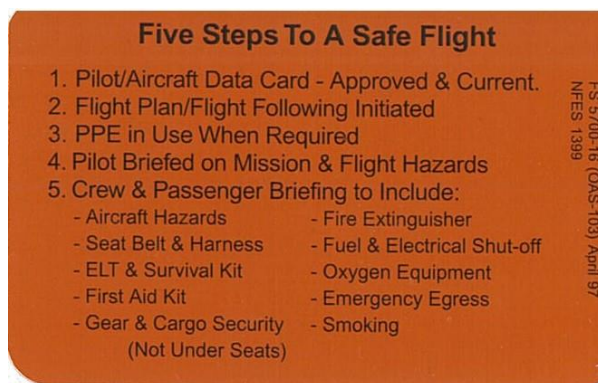 Five Steps To A Safe Flight
1. Pilot/Aircraft Data Card - Approved & Current.
2. Flight Plan/Flight Following Initiated
3. PPE in Use When Required
4. Pilot Briefed on Mission & Flight Hazards
5. Crew & Passenger Briefing to Include:
- Aircraft Hazards
- Seat Belt & Harness
- ELT & Survival Kit
- First Aid Kit
- Gear & Cargo Security
(Not Under Seats)
- Fire Extinguisher
- Fuel & Electrical Shut-off
- Oxygen Equipment
- Emergency Egress
- Smoking
FS 5700-16 (OAS-103) April 97
NFES 1399